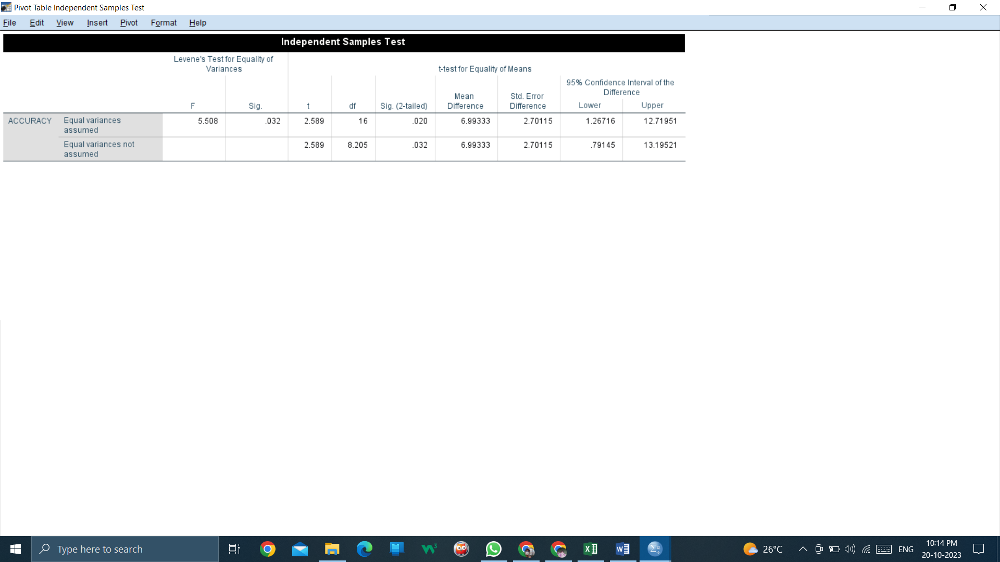 Pivot Table Independent Samples Test
File Edit View Insert Pivot Format Help
Independent Samples Test
Levene's Test for Equality of
Variances
t-test for Equality of Means
95% Confidence Interval of the
Difference
Mean
Difference
Std. Error
Difference
F Sig. t df Sig. (2-tailed) Lower Upper
ACCURACY Equal variances
assumed
5.508 .032 2.589 16 .020 6.99333 2.70115 1.26716 12.71951
Equal variances not
assumed
2.589 8.205 .032 6.99333 2.70115 .79145 13.19521
Type here to search
26°C
ENG
10:14 PM
20-10-2023